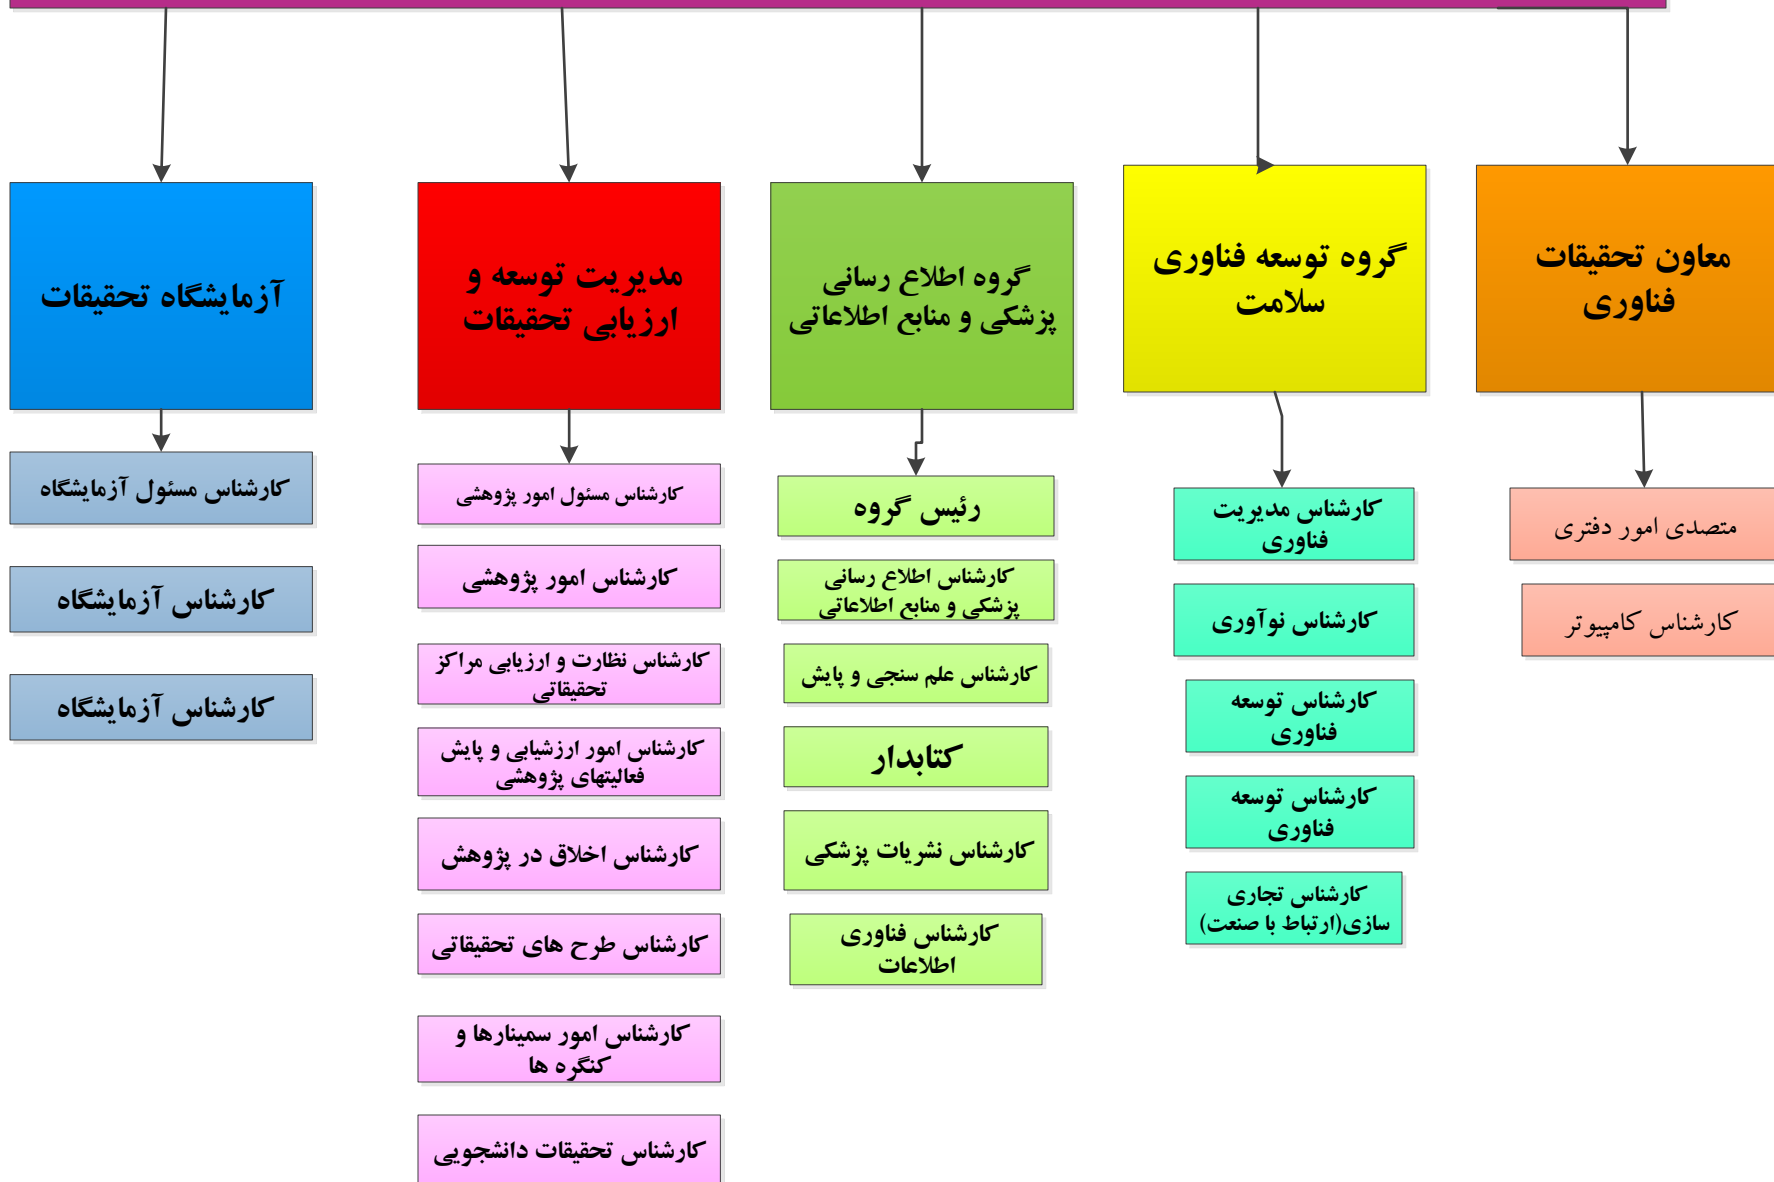 معاون تحقیقات
فناوری
متصدی امور دفتری
کارشناس کامپیوتر
گروه توسعه فناوری
سلامت
کارشناس مدیریت
فناوری
کارشناس نوآوری
کارشناس توسعه
فناوری
کارشناس توسعه
فناوری
کارشناس تجاری
سازی(ارتباط با صنعت)
گروه اطلاع رسانی
پزشکی و منابع اطلاعاتی
رئیس گروه
کارشناس اطلاع رسانی
پزشکی و منابع اطلاعاتی
کارشناس علم سنجی و پایش
کتابدار
کارشناس نشریات پزشکی
کارشناس فناوری
اطلاعات
مدیریت توسعه و
ارزیابی تحقیقات
کارشناس مسئول امور پژوهشی
کارشناس امور پژوهشی
کارشناس نظارت و ارزیابی مراکز
تحقیقاتی
کارشناس امور ارزشیابی و پایش
فعالیتهای پژوهشی
کارشناس اخلاق در پژوهش
کارشناس طرح های تحقیقاتی
کارشناس امور سمینارها و
کنگره ها
کارشناس تحقیقات دانشجویی
آزمایشگاه تحقیقات
کارشناس مسئول آزمایشگاه
کارشناس آزمایشگاه
کارشناس آزمایشگاه